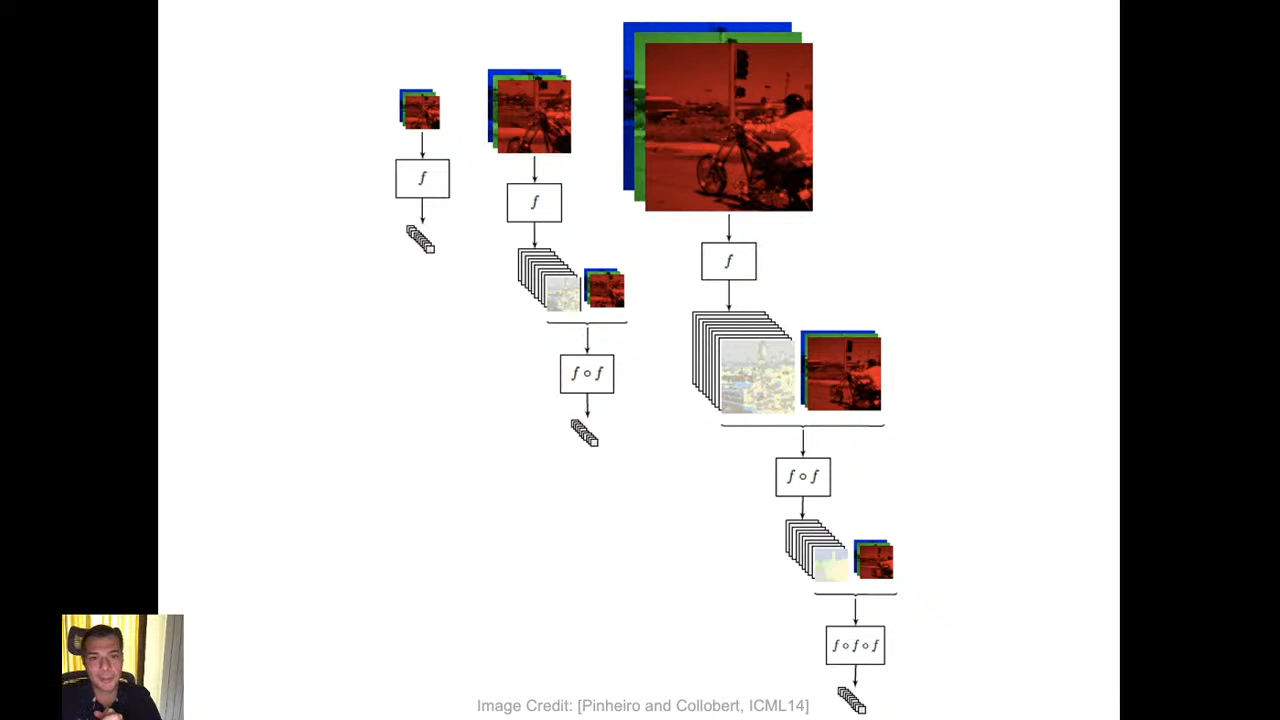 f
f
f
f ∘ f
f ∘ f
f ∘ f ∘ f
Image Credit: [Pinheiro and Collobert, ICML14]